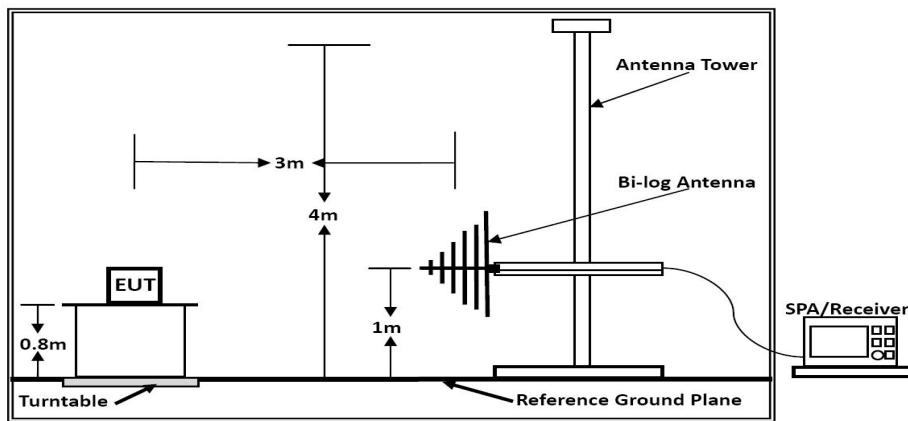 Antenna Tower
3m
Bi-log Antenna
4m
EUT
SPA/Receiver
1m
0.8m
Turntable
Reference Ground Plane